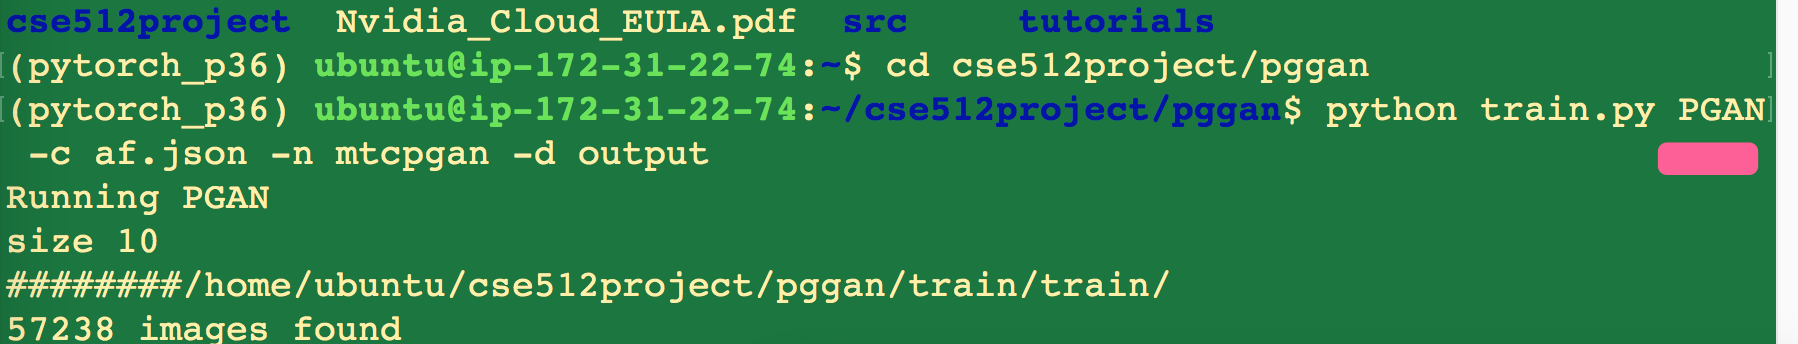 cse512project  Nvidia_Cloud_EULA.pdf  src     tutorials
[(pytorch_p36) ubuntu@ip-172-31-22-74:~$ cd cse512project/pggan                  ]
[(pytorch_p36) ubuntu@ip-172-31-22-74:~/cse512project/pggan$ python train.py PGAN]
 -c af.json -n mtcpgan -d output
Running PGAN
size 10
########/home/ubuntu/cse512project/pggan/train/train/
57238 images found